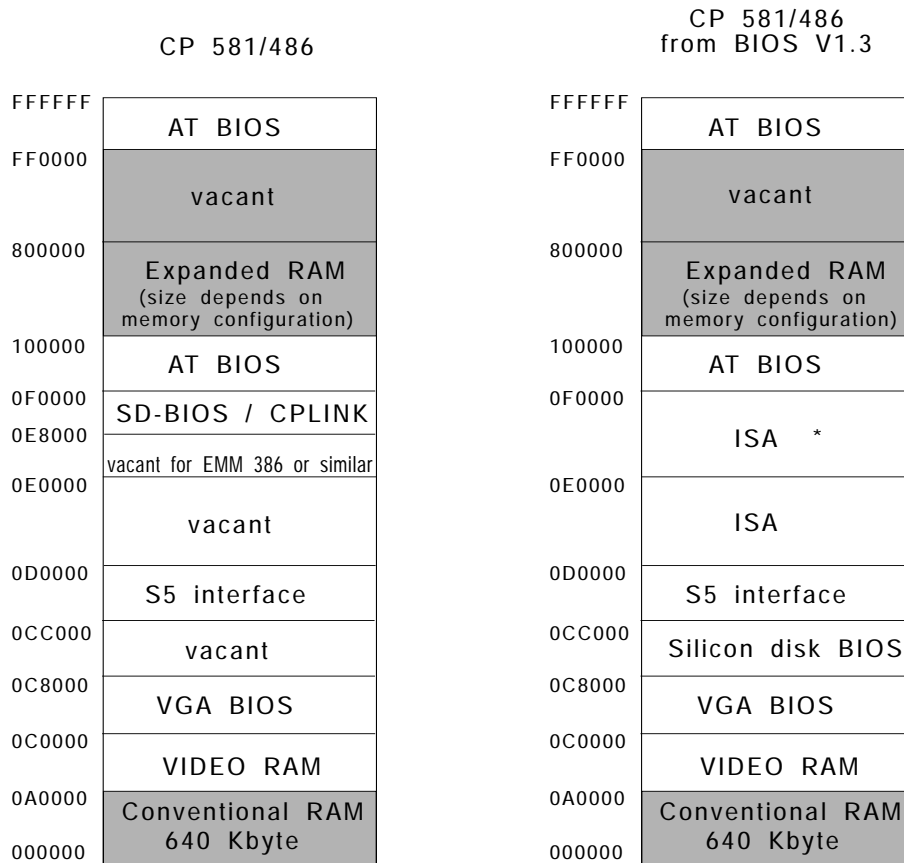 CP 581/486
FFFFFF
AT BIOS
FF0000
vacant
800000
Expanded RAM
(size depends on
memory configuration)
100000
AT BIOS
0F0000
SD-BIOS / CPLINK
0E8000
vacant for EMM 386 or similar
0E0000
vacant
0D0000
S5 interface
0CC000
vacant
0C8000
VGA BIOS
0C0000
VIDEO RAM
0A0000
Conventional RAM
640 Kbyte
000000
CP 581/486
from BIOS V1.3
FFFFFF
AT BIOS
FF0000
vacant
800000
Expanded RAM
(size depends on
memory configuration)
100000
AT BIOS
0F0000
ISA *
0E0000
ISA
0D0000
S5 interface
0CC000
Silicon disk BIOS
0C8000
VGA BIOS
0C0000
VIDEO RAM
0A0000
Conventional RAM
640 Kbyte
000000